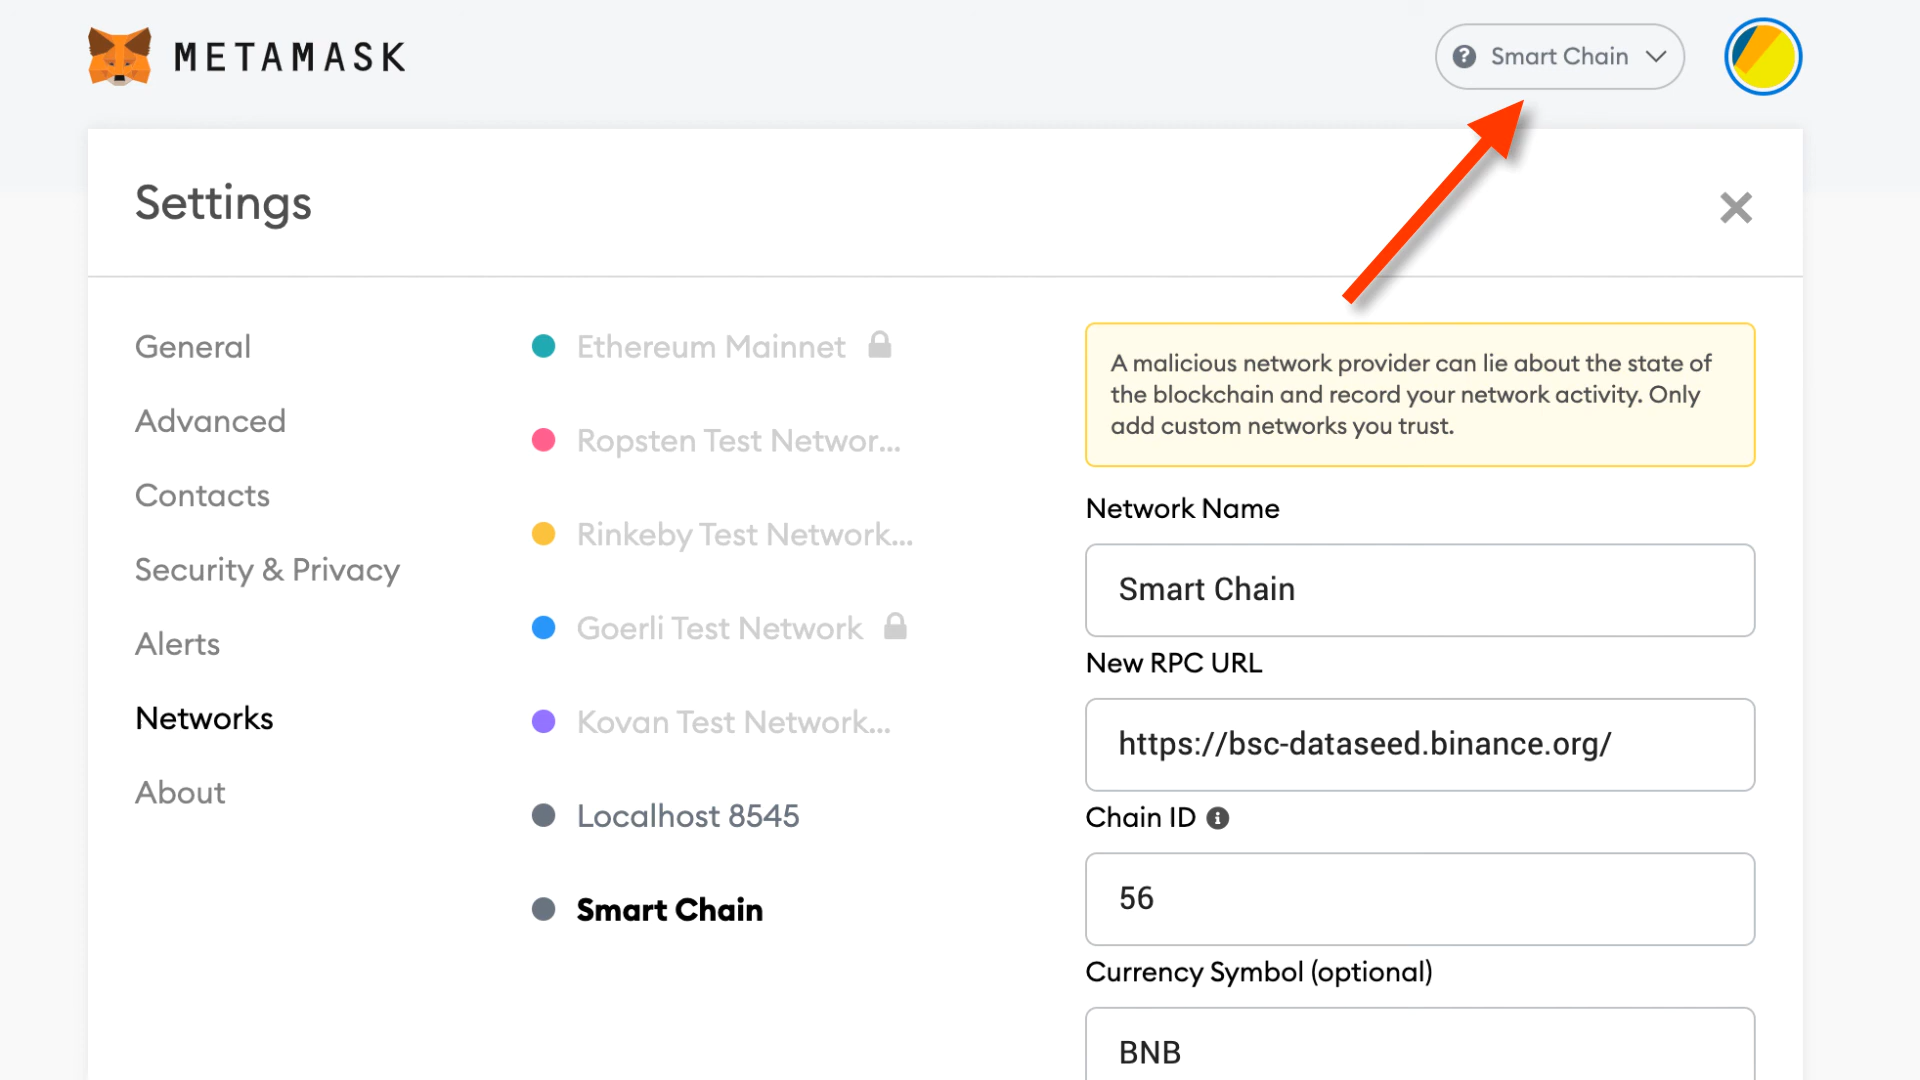 METAMASK
Smart Chain
Settings
General
Advanced
Contacts
Security & Privacy
Alerts
Networks
About
Ethereum Mainnet
Ropsten Test Networ...
Rinkeby Test Network...
Goerli Test Network
Kovan Test Network...
Localhost 8545
Smart Chain
A malicious network provider can lie about the state of
the blockchain and record your network activity. Only
add custom networks you trust.
Network Name
Smart Chain
New RPC URL
https://bsc-dataseed.binance.org/
Chain ID
56
Currency Symbol (optional)
BNB